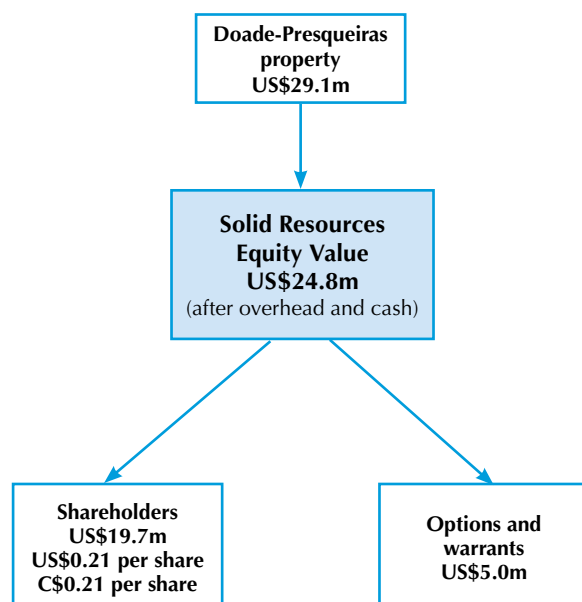 Doade-Presqueiras
property
US$29.1m
Solid Resources
Equity Value
US$24.8m
(after overhead and cash)
Shareholders
US$19.7m
US$0.21 per share
C$0.21 per share
Options and
warrants
US$5.0m